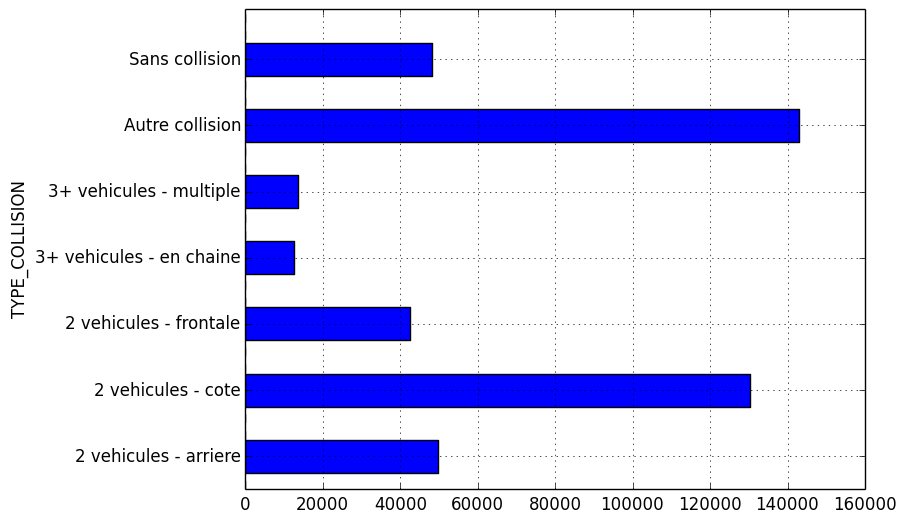 Sans collision
Autre collision
3+ vehicules - multiple
3+ vehicules - en chaine
2 vehicules - frontale
2 vehicules - cote
2 vehicules - arriere
TYPE_COLLISION
0 20000 40000 60000 80000 100000 120000 140000 160000